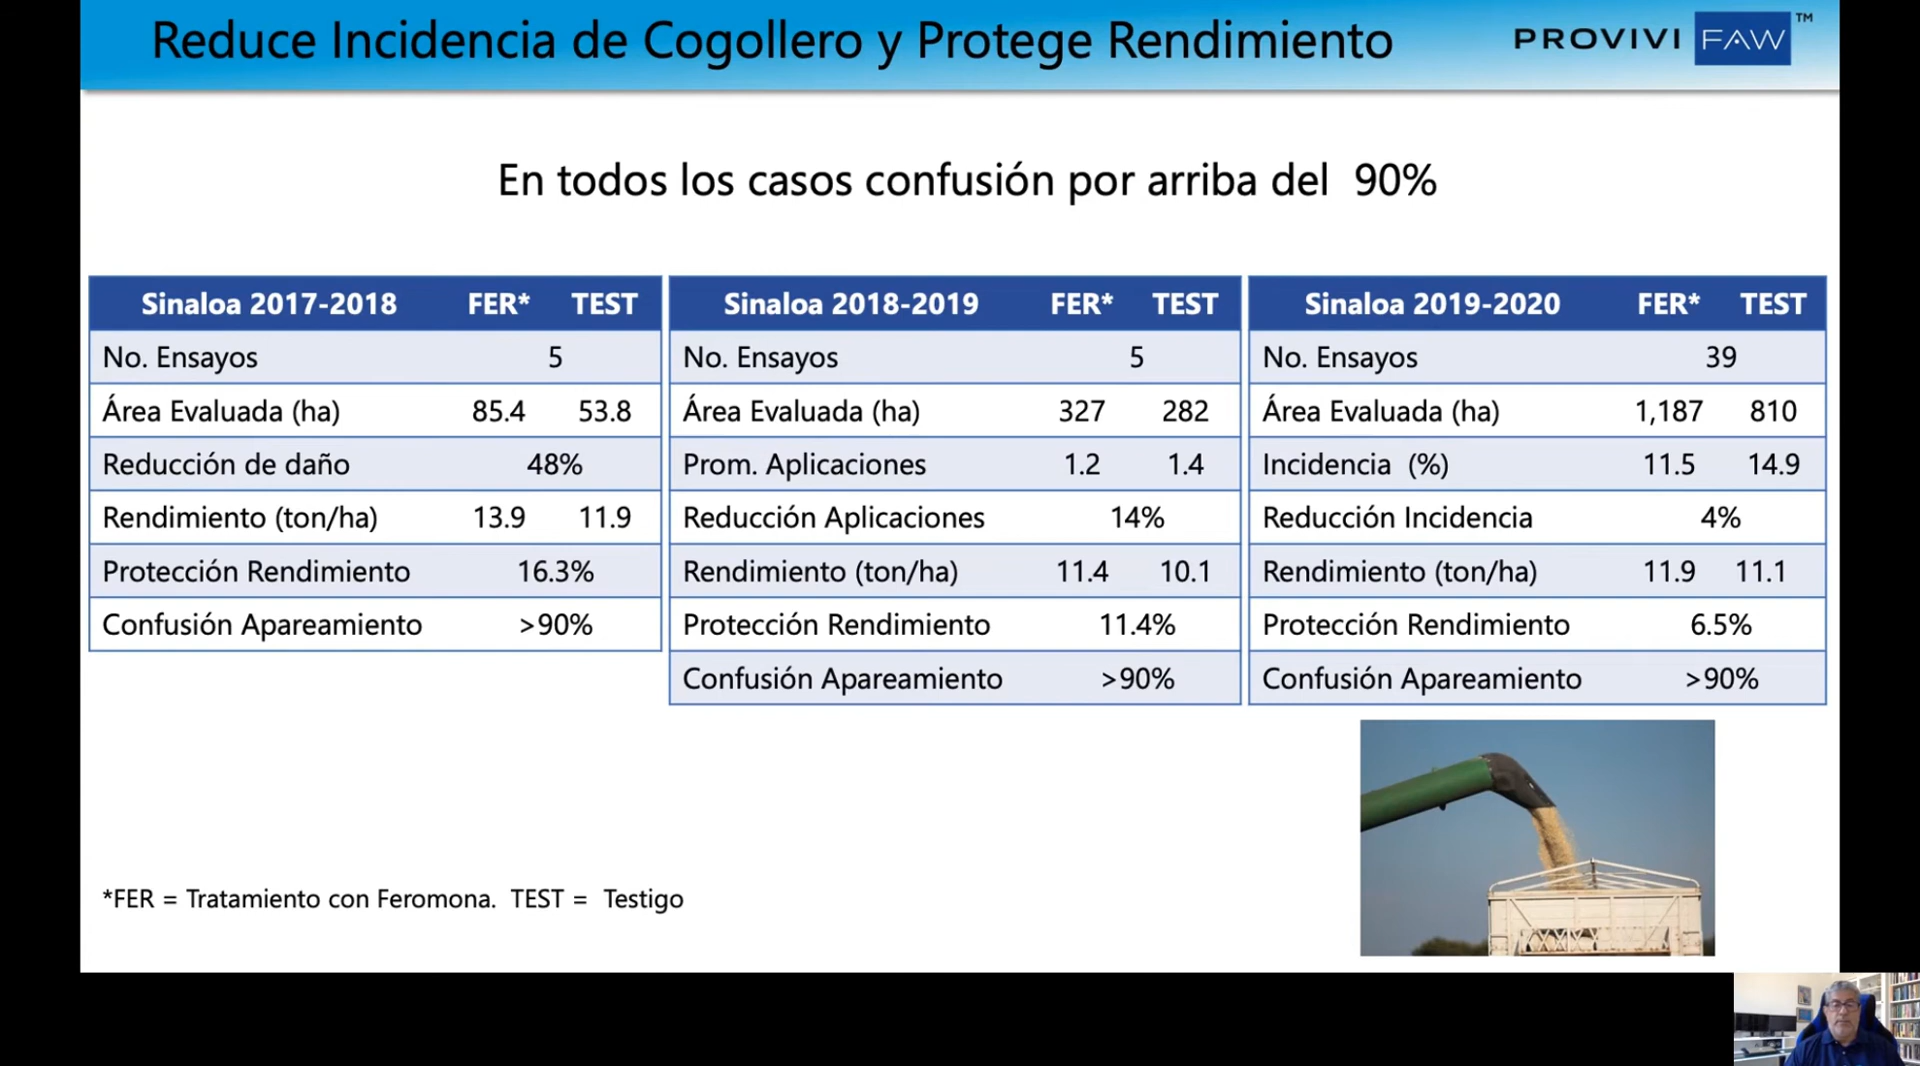 Reduce Incidencia de Cogollero y Protege Rendimiento
PROVIVI FAW™
En todos los casos confusión por arriba del 90%
Sinaloa 2017-2018 FER* TEST
No. Ensayos 5
Área Evaluada (ha) 85.4 53.8
Reducción de daño 48%
Rendimiento (ton/ha) 13.9 11.9
Protección Rendimiento 16.3%
Confusión Apareamiento >90%
Sinaloa 2018-2019 FER* TEST
No. Ensayos 5
Área Evaluada (ha) 327 282
Prom. Aplicaciones 1.2 1.4
Reducción Aplicaciones 14%
Rendimiento (ton/ha) 11.4 10.1
Protección Rendimiento 11.4%
Confusión Apareamiento >90%
Sinaloa 2019-2020 FER* TEST
No. Ensayos 39
Área Evaluada (ha) 1,187 810
Incidencia (%) 11.5 14.9
Reducción Incidencia 4%
Rendimiento (ton/ha) 11.9 11.1
Protección Rendimiento 6.5%
Confusión Apareamiento >90%
*FER = Tratamiento con Feromona. TEST = Testigo